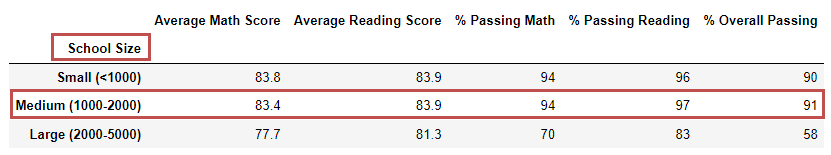 Average Math Score Average Reading Score % Passing Math % Passing Reading % Overall Passing
School Size
Small (<1000) 83.8 83.9 94 96 90
Medium (1000-2000) 83.4 83.9 94 97 91
Large (2000-5000) 77.7 81.3 70 83 58